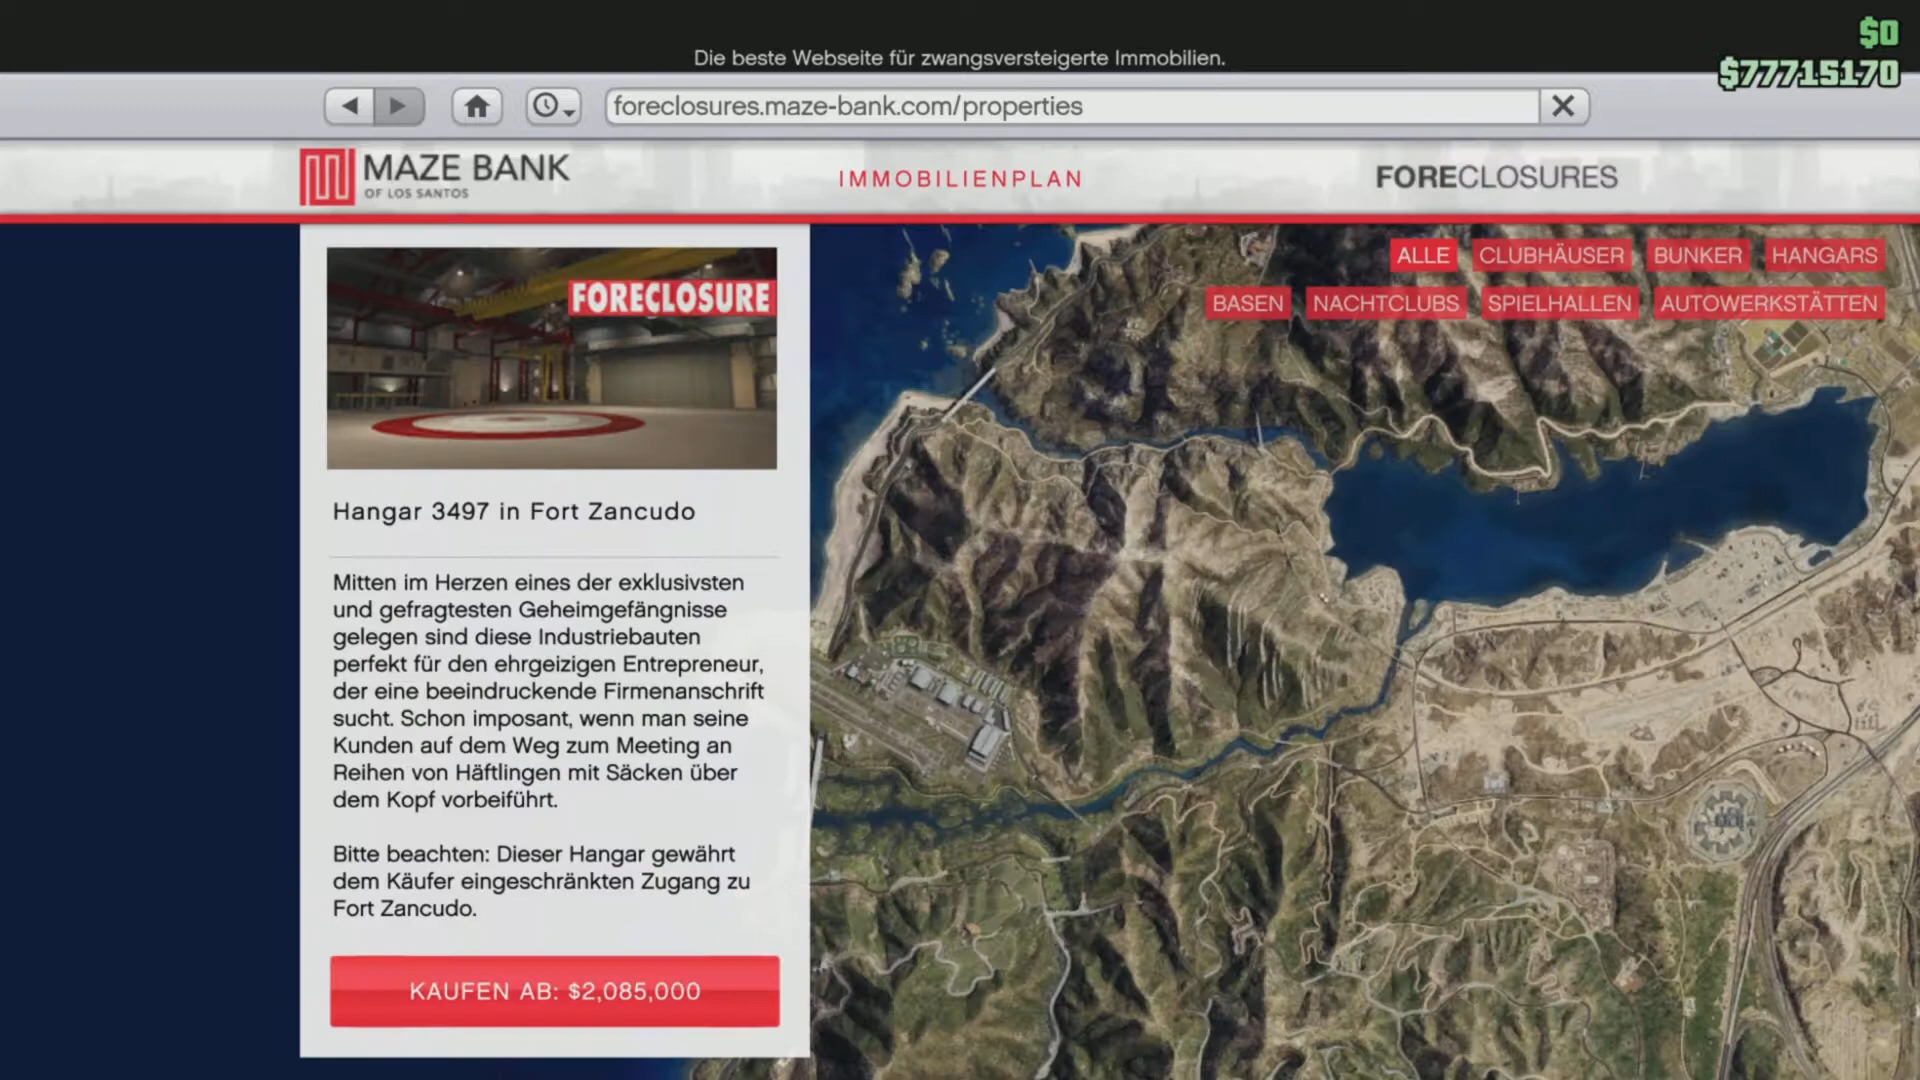 $0
Die beste Webseite für zwangsversteigerte Immobilien.
$77715170
foreclosures.maze-bank.com/properties
MAZE BANK
OF LOS SANTOS
IMMOBILIENPLAN
FORECLOSURES
ALLE CLUBHÄUSER BUNKER HANGARS
BASEN NACHTCLUBS SPIELHALLEN AUTOWERKSTÄTTEN
FORECLOSURE
Hangar 3497 in Fort Zancudo
Mitten im Herzen eines der exklusivsten
und gefragtesten Geheimgefängnisse
gelegen sind diese Industriebauten
perfekt für den ehrgeizigen Entrepreneur,
der eine beeindruckende Firmenanschrift
sucht. Schon imposant, wenn man seine
Kunden auf dem Weg zum Meeting an
Reihen von Häftlingen mit Säcken über
dem Kopf vorbeiführt.
Bitte beachten: Dieser Hangar gewährt
dem Käufer eingeschränkten Zugang zu
Fort Zancudo.
KAUFEN AB: $2,085,000